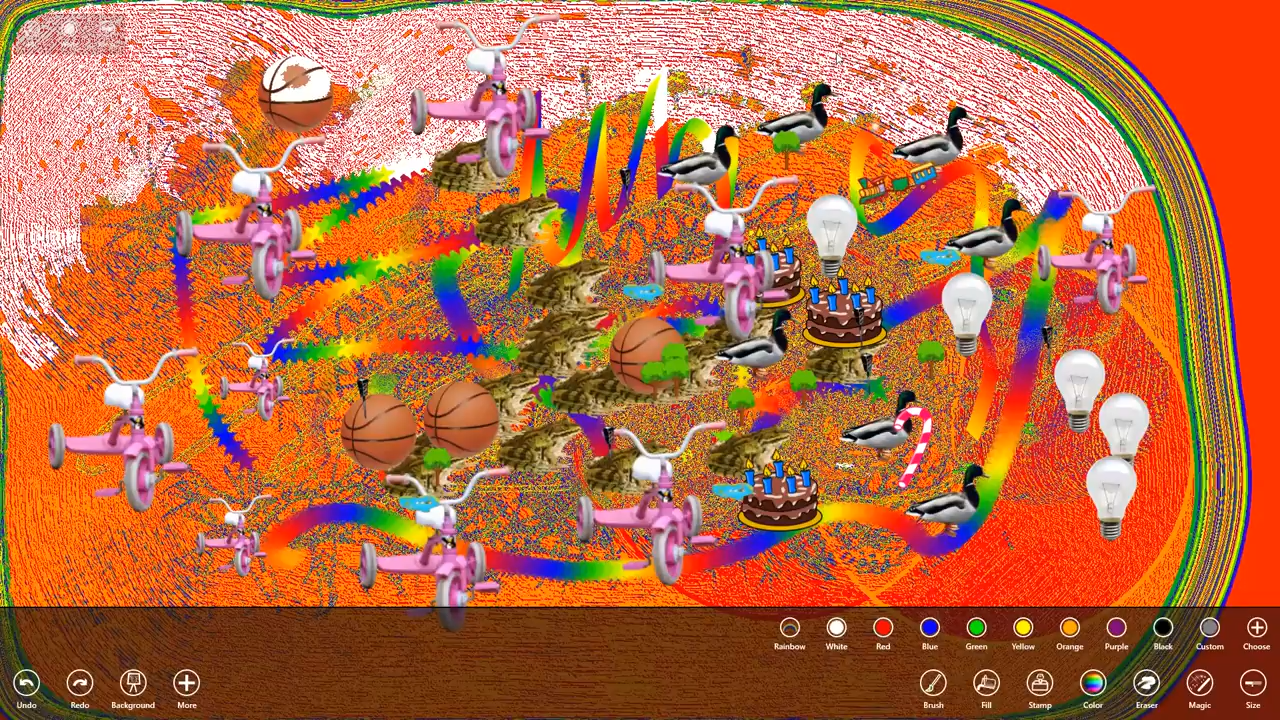 Rainbow White Red Blue Green Yellow Orange Purple Black Custom Choose
Undo Redo Background More Brush Fill Stamp Color Eraser Magic Size